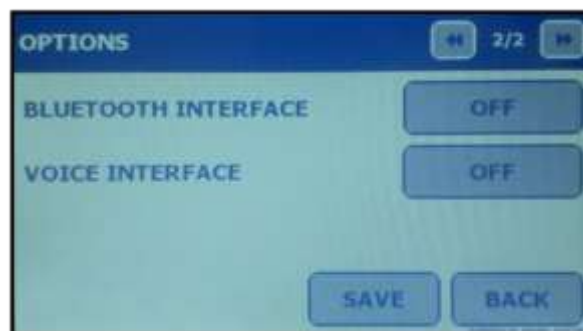 OPTIONS 2/2
BLUETOOTH INTERFACE OFF
VOICE INTERFACE OFF
SAVE BACK